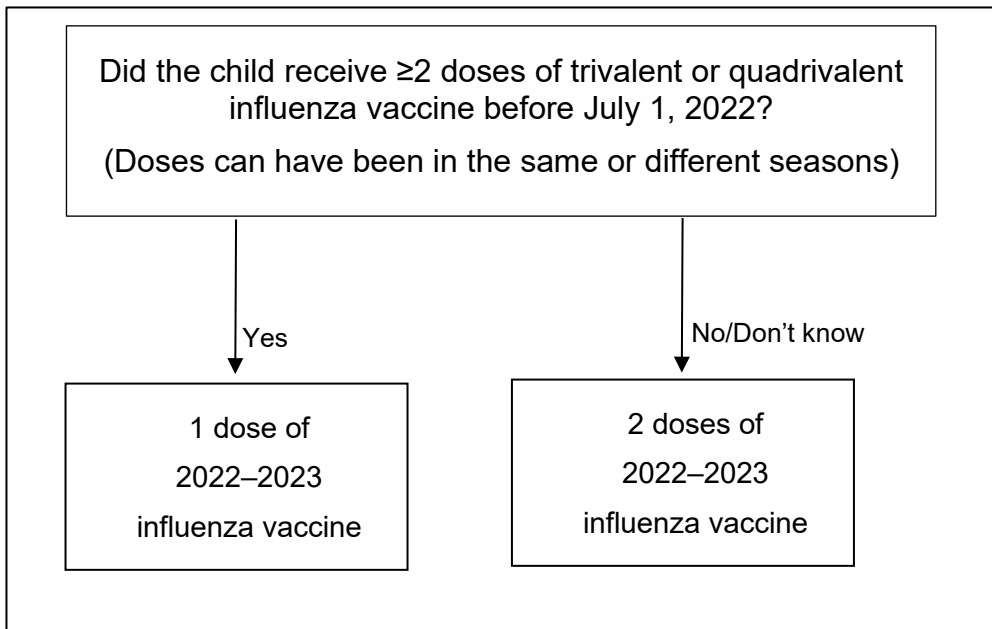 Did the child receive ≥2 doses of trivalent or quadrivalent
influenza vaccine before July 1, 2022?
(Doses can have been in the same or different seasons)
Yes
No/Don’t know
1 dose of
2022–2023
influenza vaccine
2 doses of
2022–2023
influenza vaccine